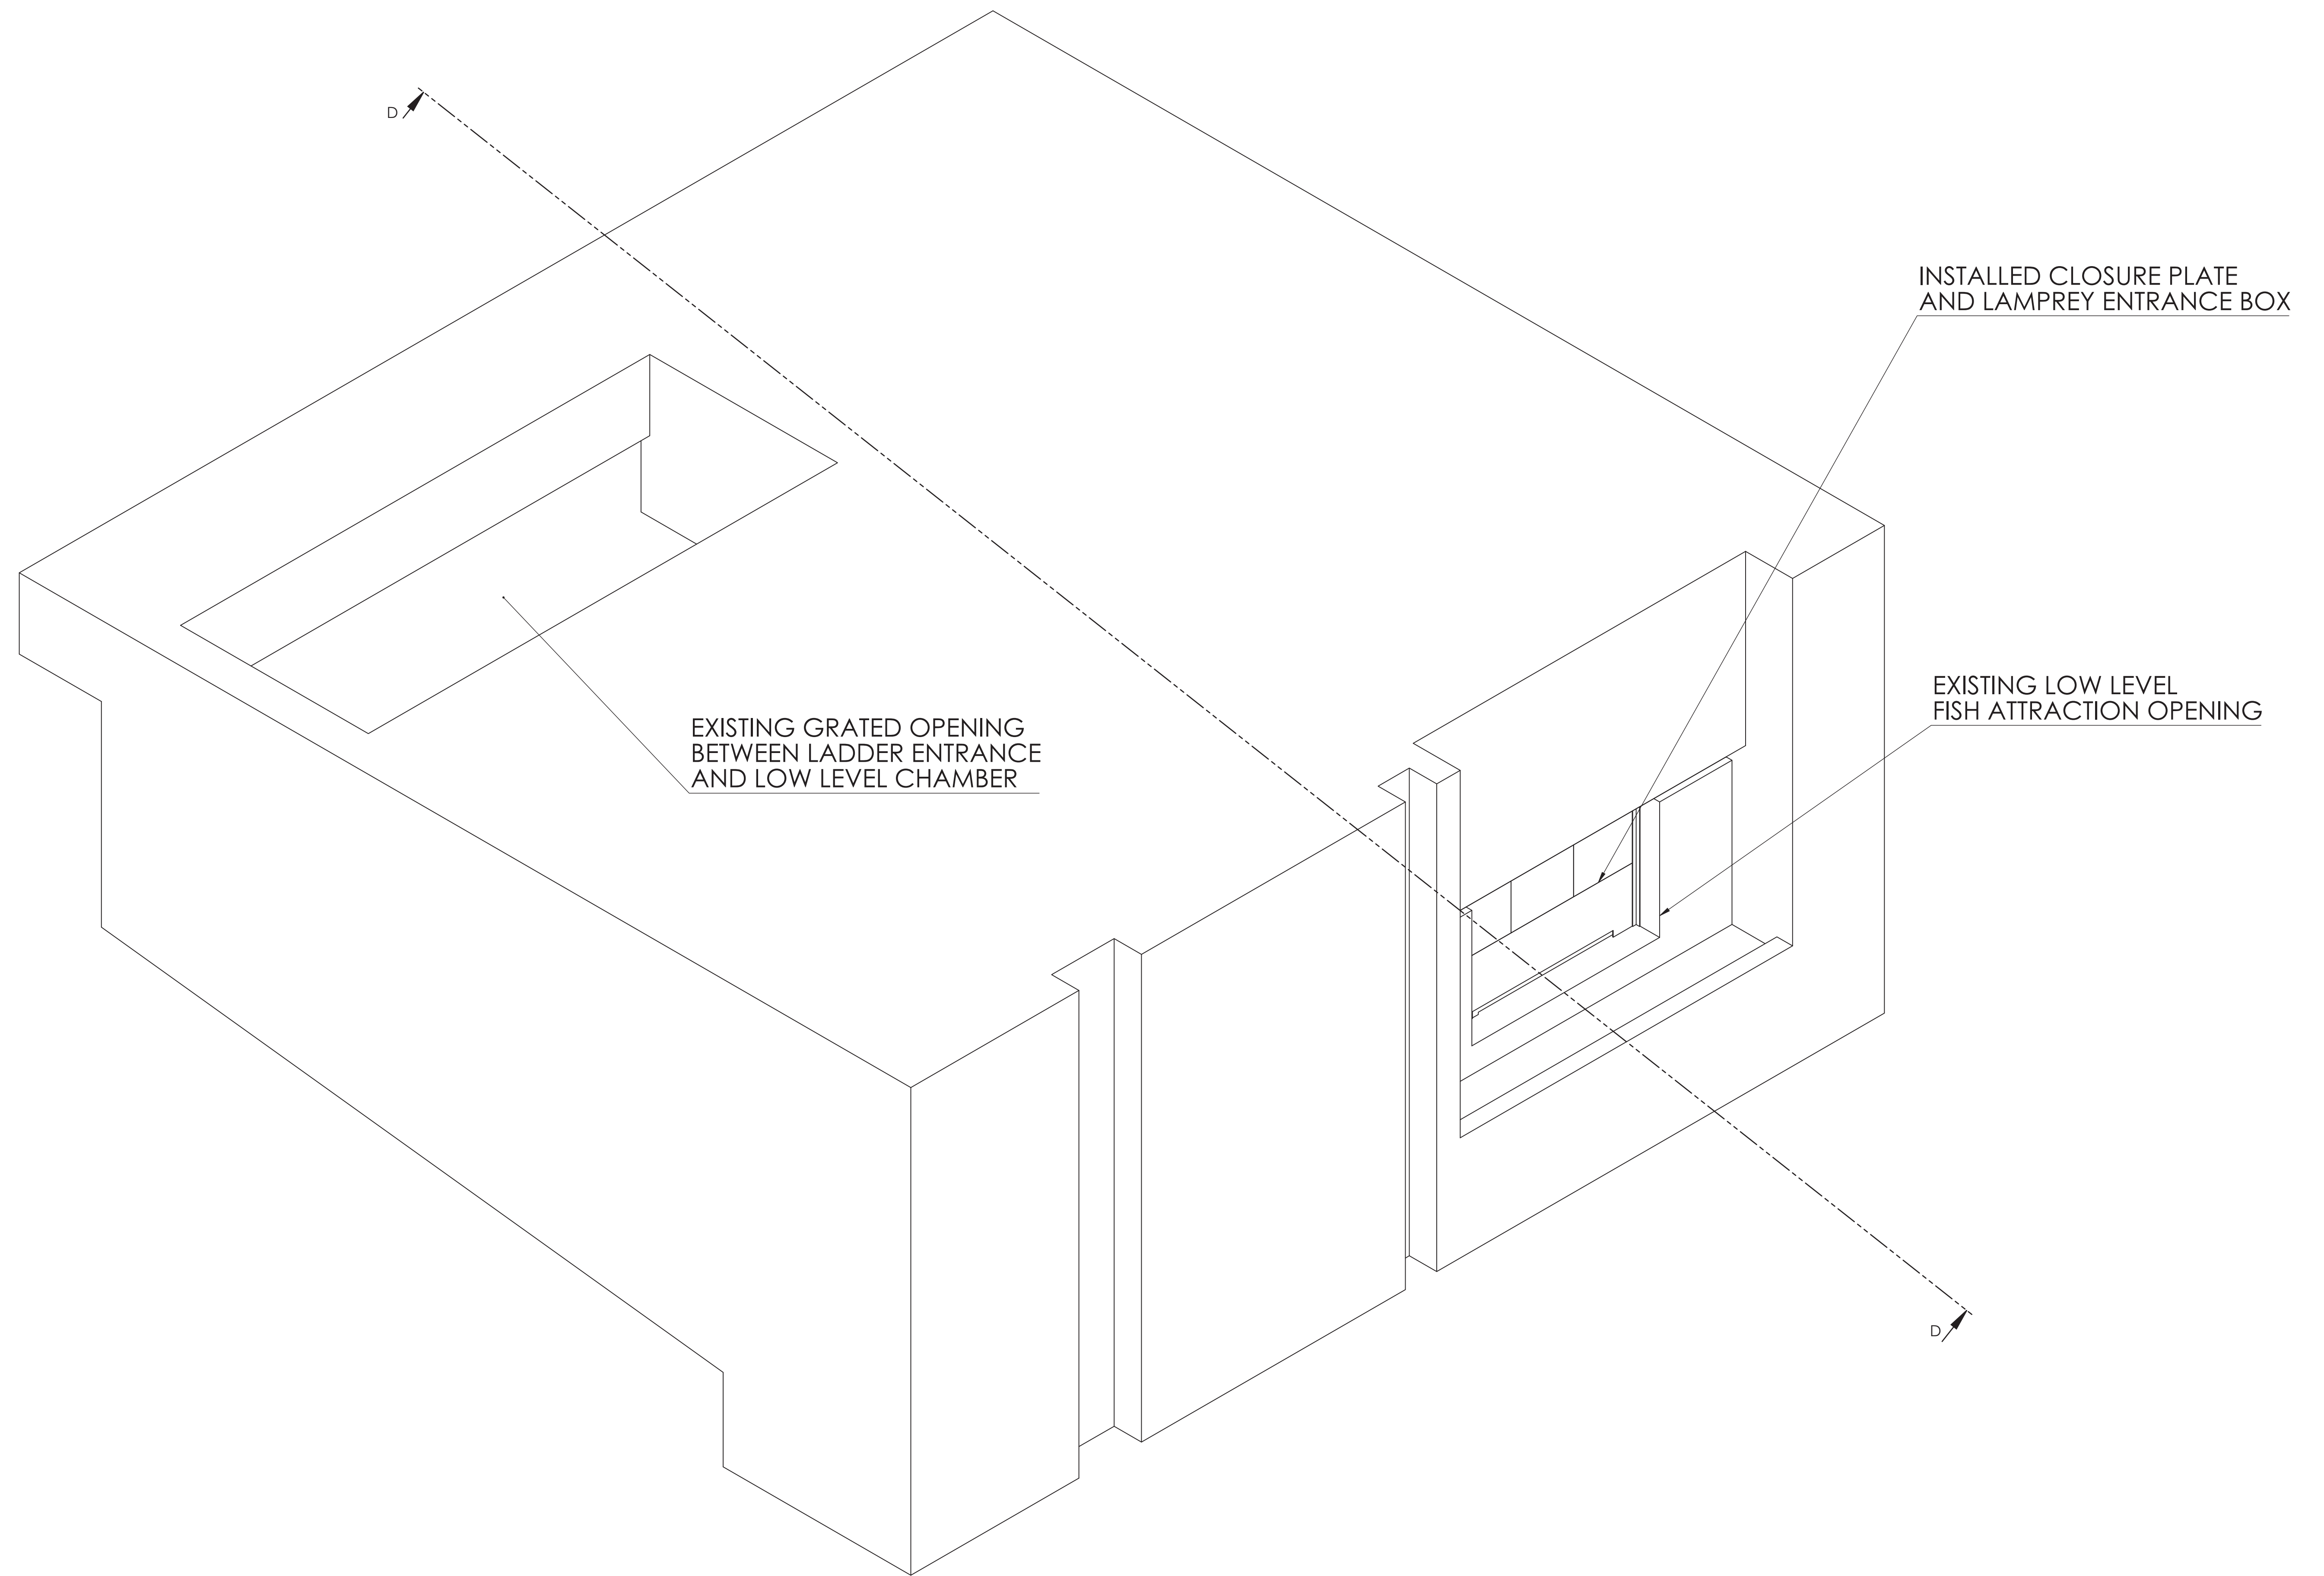 D
INSTALLED CLOSURE PLATE
AND LAMPREY ENTRANCE BOX
EXISTING LOW LEVEL
FISH ATTRACTION OPENING
EXISTING GRATED OPENING
BETWEEN LADDER ENTRANCE
AND LOW LEVEL CHAMBER
D